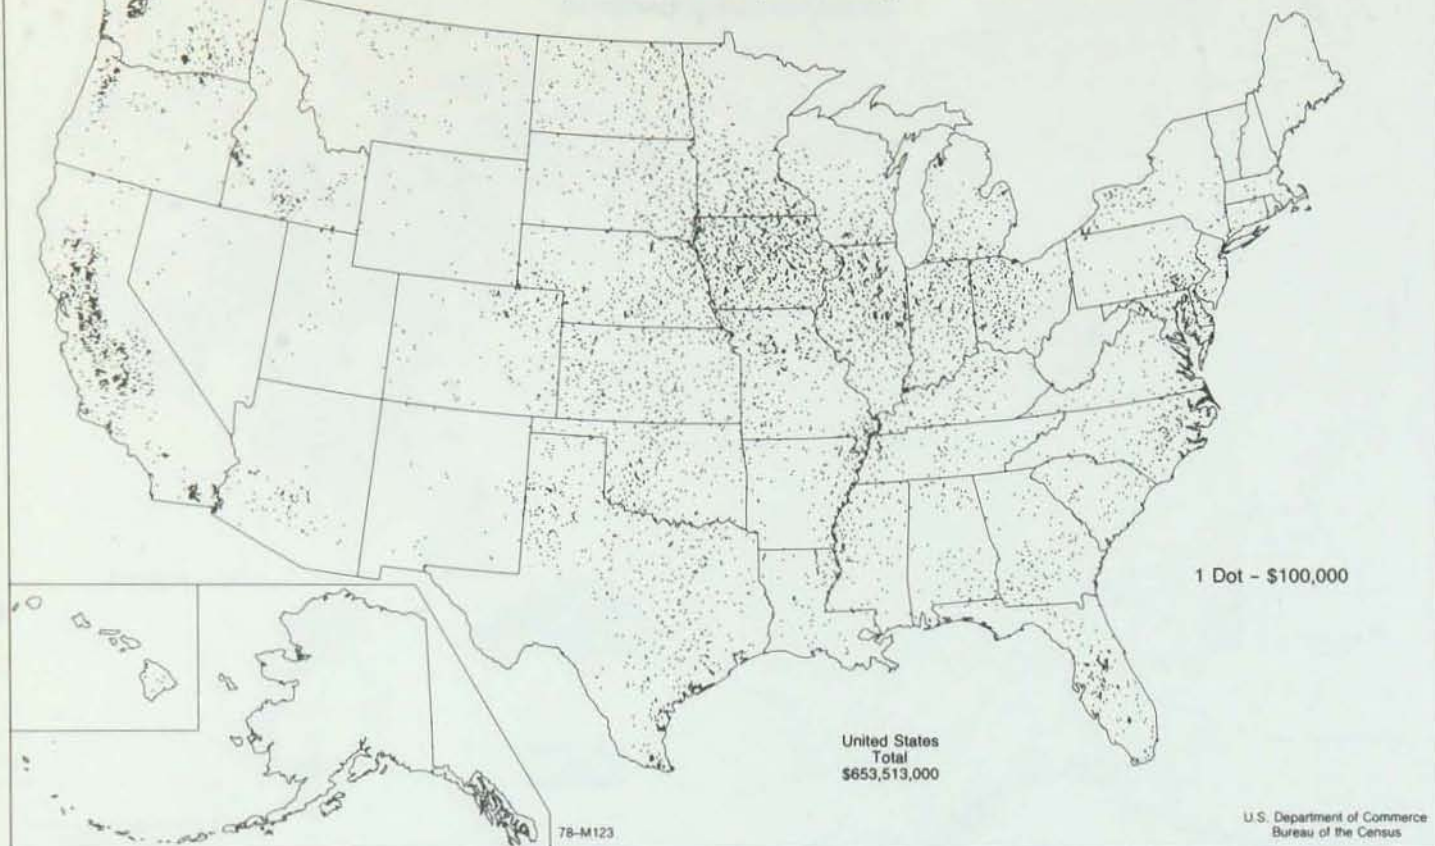 1 Dot – $100,000
United States
Total
$653,513,000
78–M123
U.S. Department of Commerce
Bureau of the Census